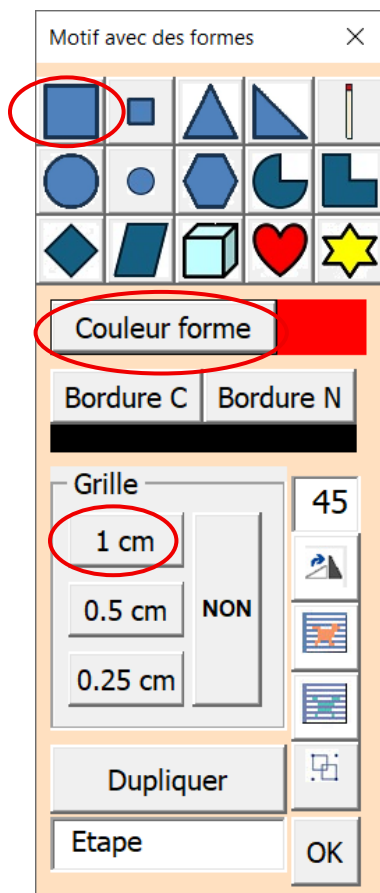 Motif avec des formes
Couleur forme
Bordure C Bordure N
Grille
45
1 cm
0.5 cm
NON
0.25 cm
Dupliquer
Etape
OK